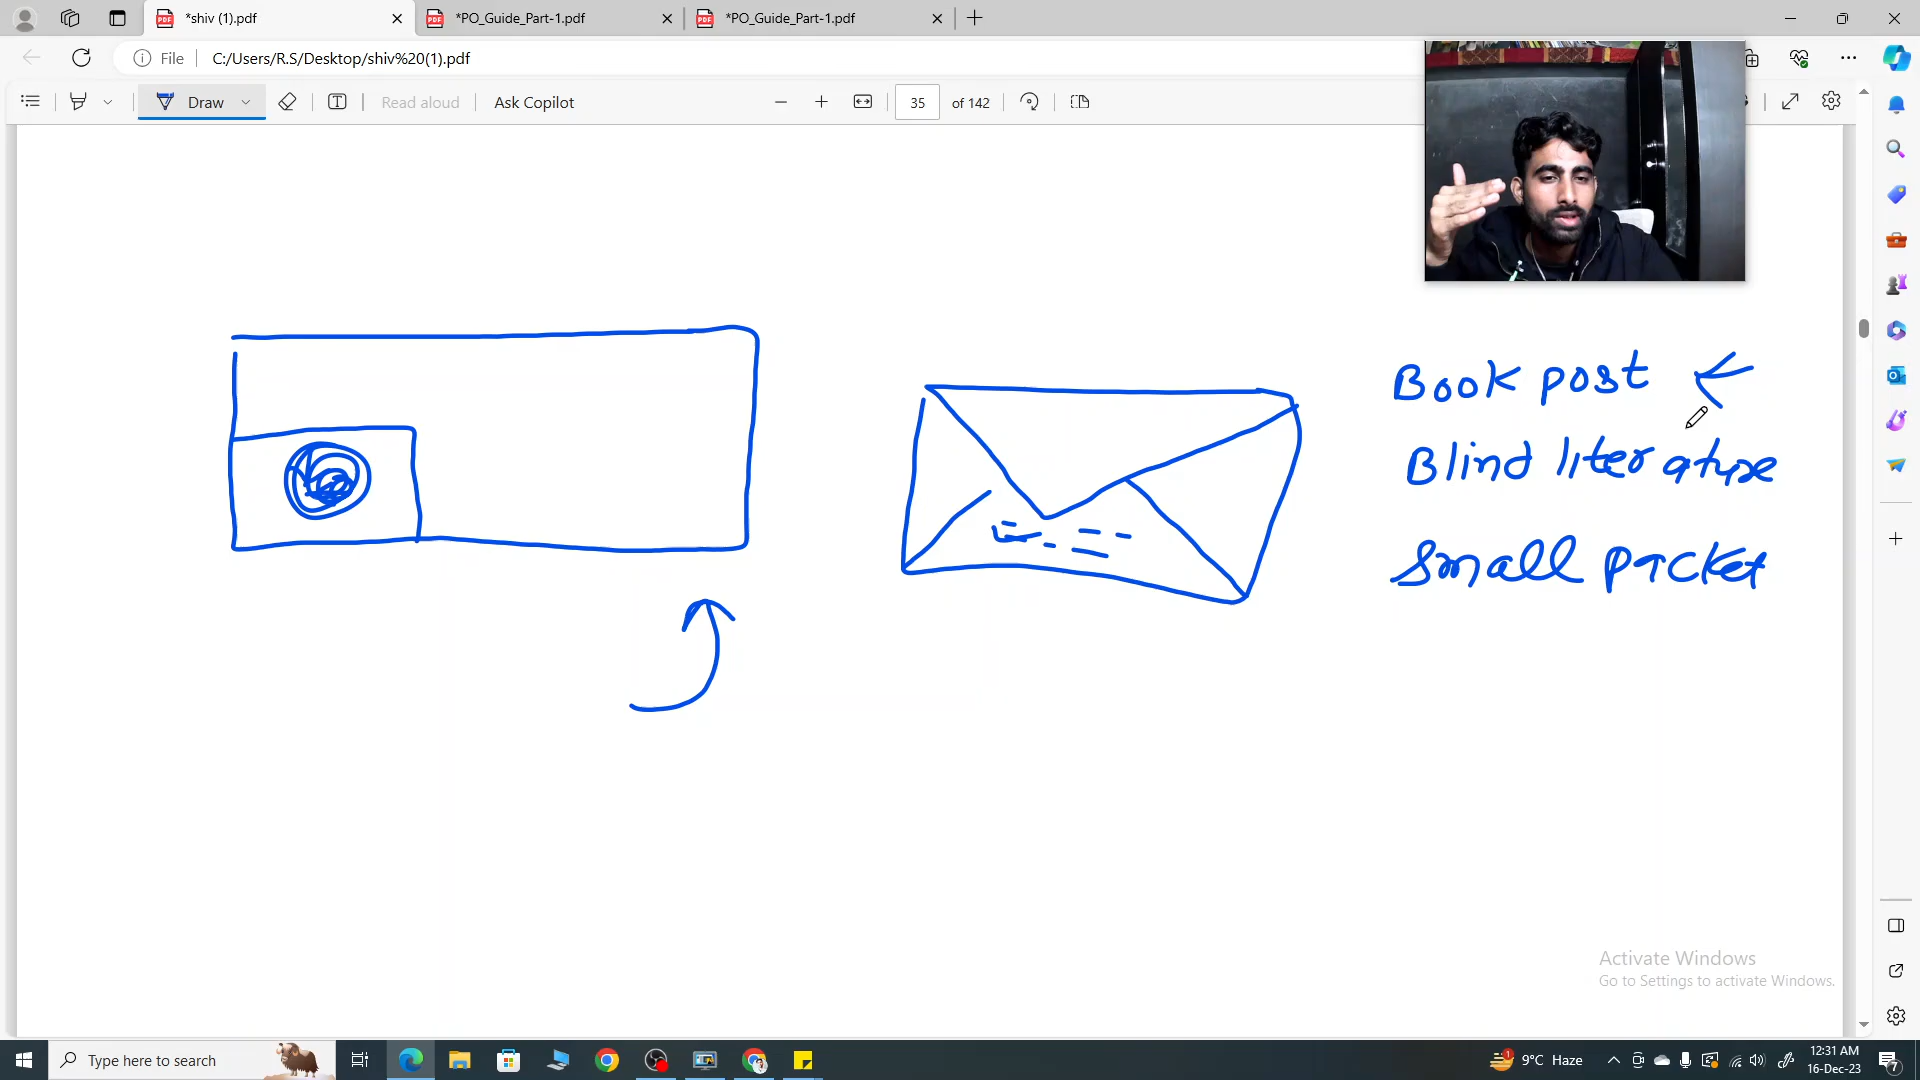 *shiv (1).pdf
*PO_Guide_Part-1.pdf
*PO_Guide_Part-1.pdf
File
C:/Users/R.S/Desktop/shiv%20(1).pdf
Draw
Read aloud
Ask Copilot
35
of 142
Book post
Blind literature
Small packet
Activate Windows
Go to Settings to activate Windows.
Type here to search
9°C Haze
12:31 AM
16-Dec-23